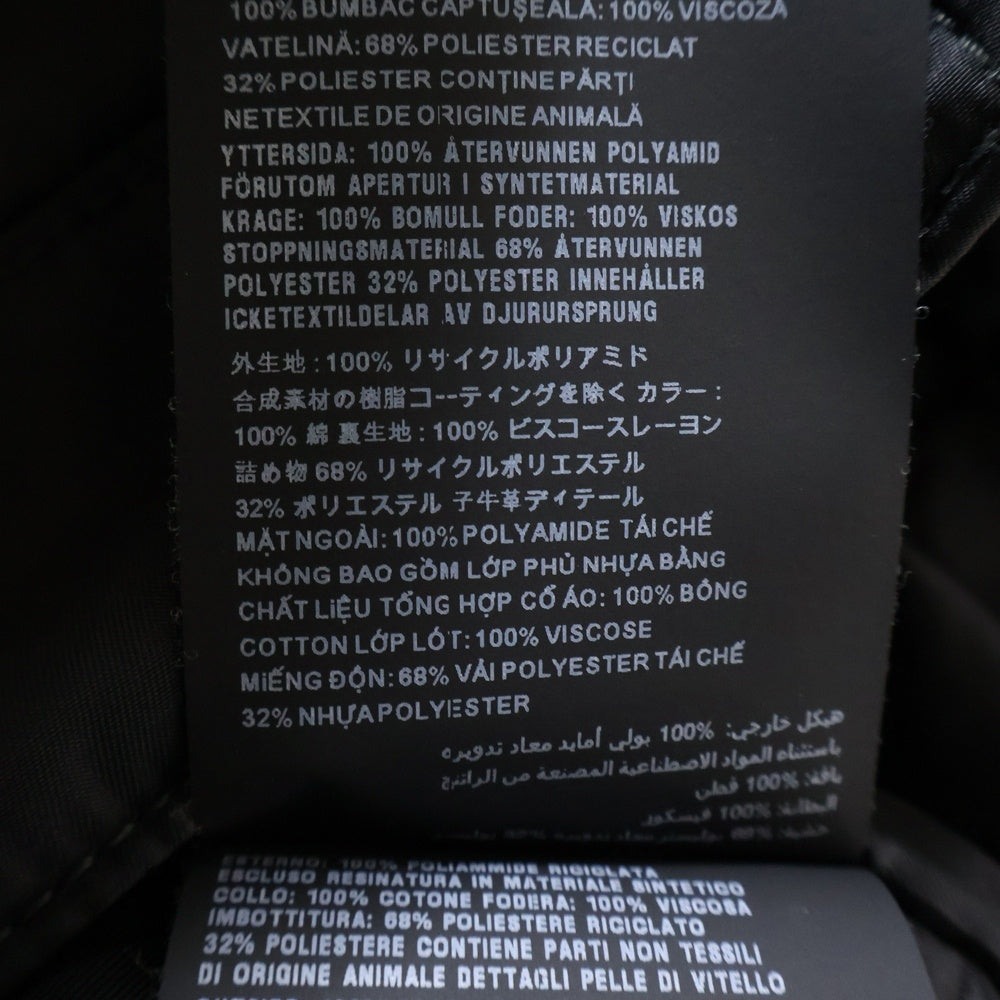 100% BUMBAC CĂPTUȘEALĂ: 100% VISCOZĂ
VATELINĂ: 68% POLIESTER RECICLAT
32% POLIESTER CONȚINE PĂRȚI
NETEXTILE DE ORIGINE ANIMALĂ
YTTERSIDA: 100% ÅTERVUNNEN POLYAMID
FÖRUTOM APERTUR I SYNTETMATERIAL
KRAGE: 100% BOMULL FODER: 100% VISKOS
STOPPNINGSMATERIAL 68% ÅTERVUNNEN
POLYESTER 32% POLYESTER INNEHÅLLER
ICKETEXTILDELAR AV DJURURSPRUNG
外生地 : 100% リサイクルポリアミド
合成素材の樹脂コーティングを除く カラー :
100% 綿 裏生地 : 100% ビスコースレーヨン
詰め物 68% リサイクルポリエステル
32% ポリエステル 子牛革ディテール
MẶT NGOÀI: 100% POLYAMIDE TÁI CHẾ
KHÔNG BAO GỒM LỚP PHỦ NHỰA BẰNG
CHẤT LIỆU TỔNG HỢP CỔ ÁO: 100% BÔNG
COTTON LỚP LÓT: 100% VISCOSE
MIẾNG ĐỘN: 68% VẢI POLYESTER TÁI CHẾ
32% NHỰA POLYESTER
هيكل خارجي: 100% بولي أمايد معاد تدويره
باستثناء المواد الاصطناعية المصنعة من الراتنج
ياقة: 100% قطن
البطانة: 100% فيسكوز
ESTERNO: 100% POLIAMMIDE RICICLATA
ESCLUSO RESINATURA IN MATERIALE SINTETICO
COLLO: 100% COTONE FODERA: 100% VISCOSA
IMBOTTITURA: 68% POLIESTERE RICICLATO
32% POLIESTERE CONTIENE PARTI NON TESSILI
DI ORIGINE ANIMALE DETTAGLI PELLE DI VITELLO